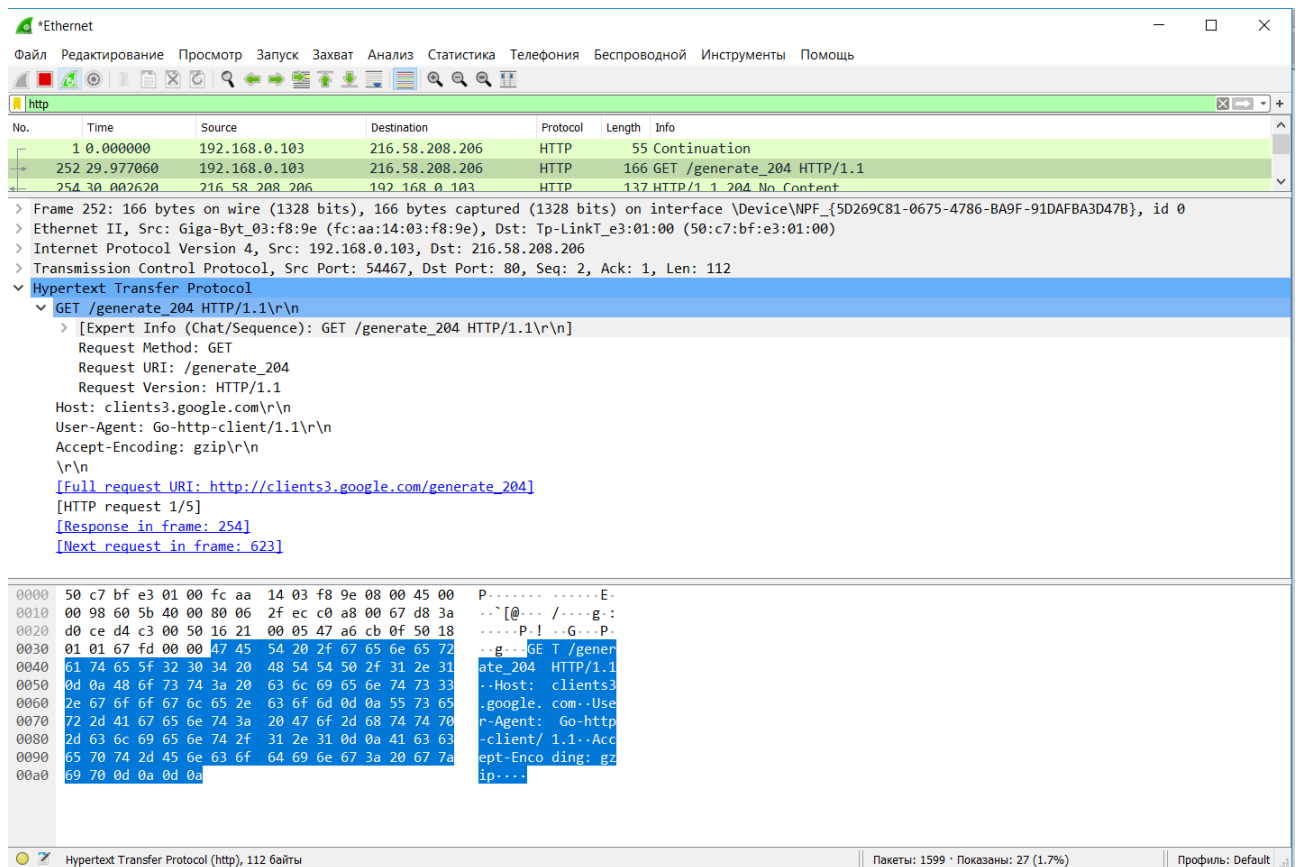 *Ethernet
Файл Редактирование Просмотр Запуск Захват Анализ Статистика Телефония Беспроводной Инструменты Помощь
http
No. Time Source Destination Protocol Length Info
1 0.000000 192.168.0.103 216.58.208.206 HTTP 55 Continuation
252 29.977060 192.168.0.103 216.58.208.206 HTTP 166 GET /generate_204 HTTP/1.1
254 30.002620 216.58.208.206 192.168.0.103 HTTP 137 HTTP/1.1 204 No Content
> Frame 252: 166 bytes on wire (1328 bits), 166 bytes captured (1328 bits) on interface \Device\NPF_{5D269C81-0675-4786-BA9F-91DAFBA3D47B}, id 0
> Ethernet II, Src: Giga-Byt_03:f8:9e (fc:aa:14:03:f8:9e), Dst: Tp-LinkT_e3:01:00 (50:c7:bf:e3:01:00)
> Internet Protocol Version 4, Src: 192.168.0.103, Dst: 216.58.208.206
> Transmission Control Protocol, Src Port: 54467, Dst Port: 80, Seq: 2, Ack: 1, Len: 112
Hypertext Transfer Protocol
GET /generate_204 HTTP/1.1\r\n
> [Expert Info (Chat/Sequence): GET /generate_204 HTTP/1.1\r\n]
Request Method: GET
Request URI: /generate_204
Request Version: HTTP/1.1
Host: clients3.google.com\r\n
User-Agent: Go-http-client/1.1\r\n
Accept-Encoding: gzip\r\n
\r\n
[Full request URI: http://clients3.google.com/generate_204]
[HTTP request 1/5]
[Response in frame: 254]
[Next request in frame: 623]
0000 50 c7 bf e3 01 00 fc aa 14 03 f8 9e 08 00 45 00 P······· ······E·
0010 00 98 60 5b 40 00 80 06 2f ec c0 a8 00 67 d8 3a ··`[@··· /····g·:
0020 d0 ce d4 c3 00 50 16 21 00 05 47 a6 cb 0f 50 18 ·····P·! ··G···P·
0030 01 01 67 fd 00 00 47 45 54 20 2f 67 65 6e 65 72 ··g···GE T /gener
0040 61 74 65 5f 32 30 34 20 48 54 54 50 2f 31 2e 31 ate_204 HTTP/1.1
0050 0d 0a 48 6f 73 74 3a 20 63 6c 69 65 6e 74 73 33 ··Host: clients3
0060 2e 67 6f 6f 67 6c 65 2e 63 6f 6d 0d 0a 55 73 65 .google. com··Use
0070 72 2d 41 67 65 6e 74 3a 20 47 6f 2d 68 74 74 70 r-Agent: Go-http
0080 2d 63 6c 69 65 6e 74 2f 31 2e 31 0d 0a 41 63 63 -client/ 1.1··Acc
0090 65 70 74 2d 45 6e 63 6f 64 69 6e 67 3a 20 67 7a ept-Enco ding: gz
00a0 69 70 0d 0a 0d 0a ip····
Hypertext Transfer Protocol (http), 112 байты Пакеты: 1599 · Показаны: 27 (1.7%) Профиль: Default